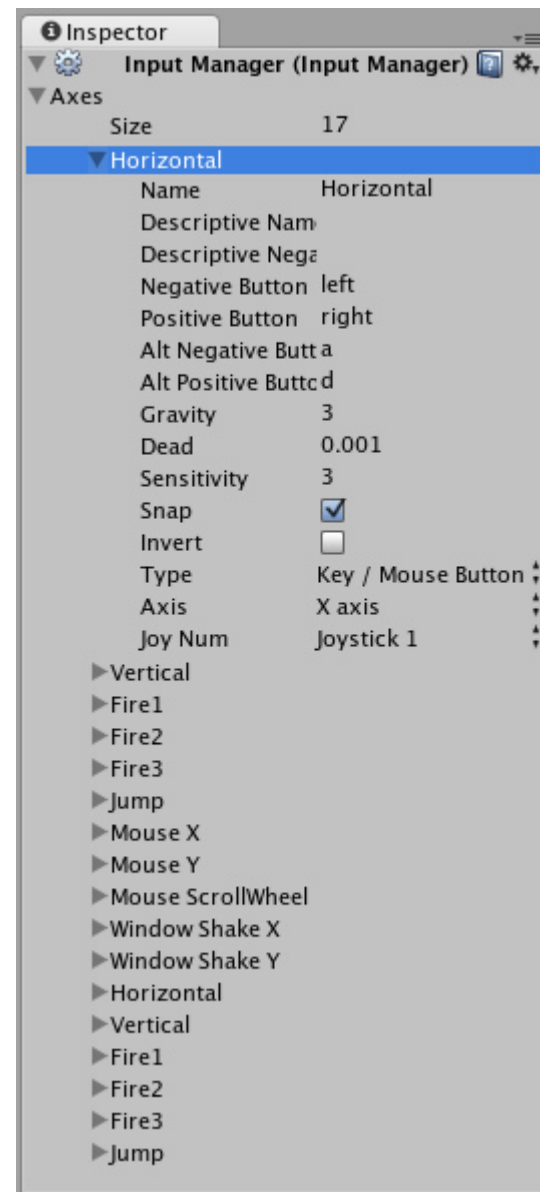 Inspector
Input Manager (Input Manager)
Axes
Size 17
Horizontal
Name Horizontal
Descriptive Nam
Descriptive Nega
Negative Button left
Positive Button right
Alt Negative Butt a
Alt Positive Butto d
Gravity 3
Dead 0.001
Sensitivity 3
Snap
Invert
Type Key / Mouse Button
Axis X axis
Joy Num Joystick 1
Vertical
Fire1
Fire2
Fire3
Jump
Mouse X
Mouse Y
Mouse ScrollWheel
Window Shake X
Window Shake Y
Horizontal
Vertical
Fire1
Fire2
Fire3
Jump